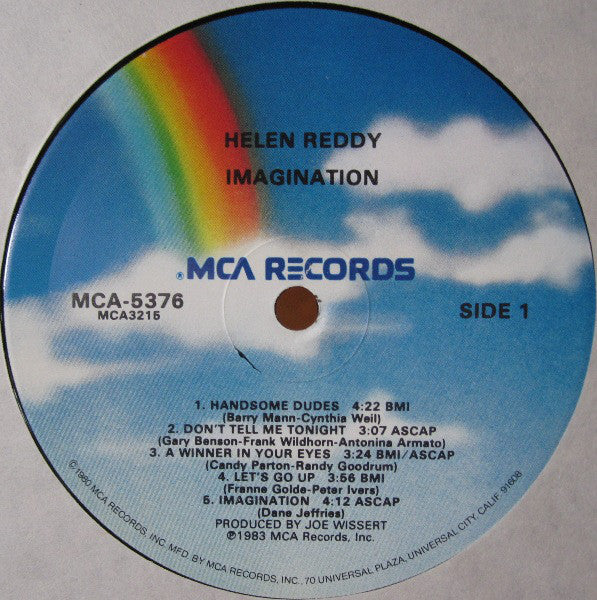 HELEN REDDY
IMAGINATION
®MCA RECORDS
MCA-5376
MCA3215
SIDE 1
1. HANDSOME DUDES 4:22 BMI
(Barry Mann-Cynthia Weil)
2. DON'T TELL ME TONIGHT 3:07 ASCAP
(Gary Benson-Frank Wildhorn-Antonina Armato)
3. A WINNER IN YOUR EYES 3:24 BMI/ASCAP
(Candy Parton-Randy Goodrum)
4. LET'S GO UP 3:56 BMI
(Franne Golde-Peter Ivers)
5. IMAGINATION 4:12 ASCAP
(Dane Jeffries)
PRODUCED BY JOE WISSERT
℗1983 MCA Records, Inc.
©1980 MCA RECORDS, INC. MFD. BY MCA RECORDS, INC., 70 UNIVERSAL PLAZA, UNIVERSAL CITY, CALIF. 91608